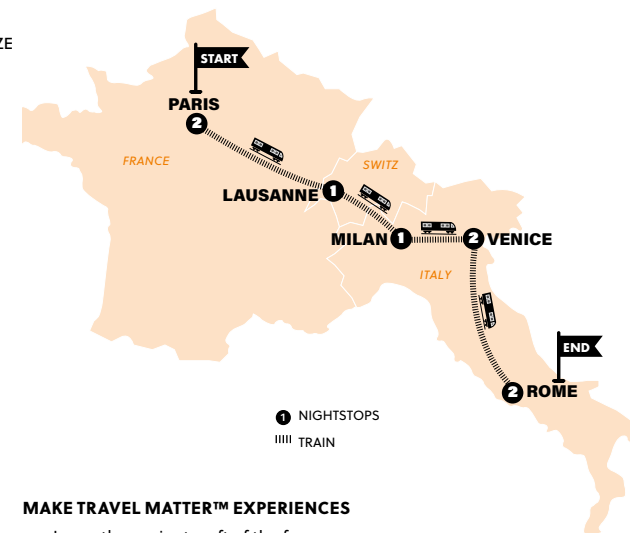 ZE
START
PARIS
2
FRANCE
SWITZ
LAUSANNE 1
MILAN 1
2 VENICE
ITALY
END
2 ROME
1 NIGHTSTOPS
TRAIN
MAKE TRAVEL MATTER™ EXPERIENCES